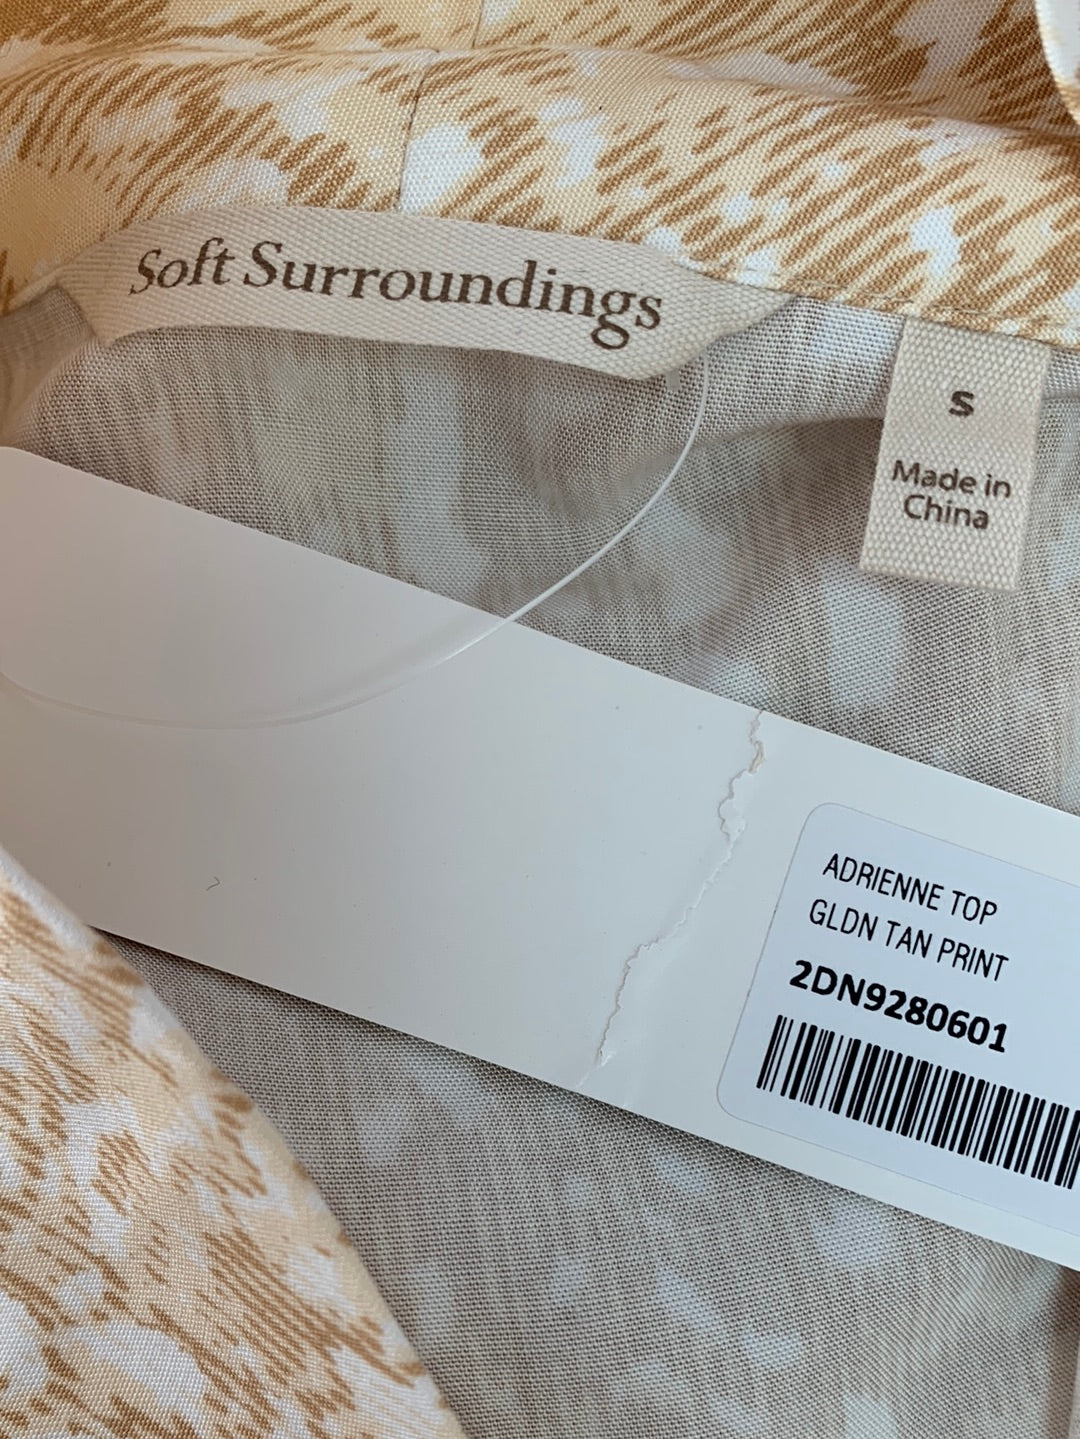 Soft Surroundings
S
Made in
China
ADRIENNE TOP
GLDN TAN PRINT
2DN9280601